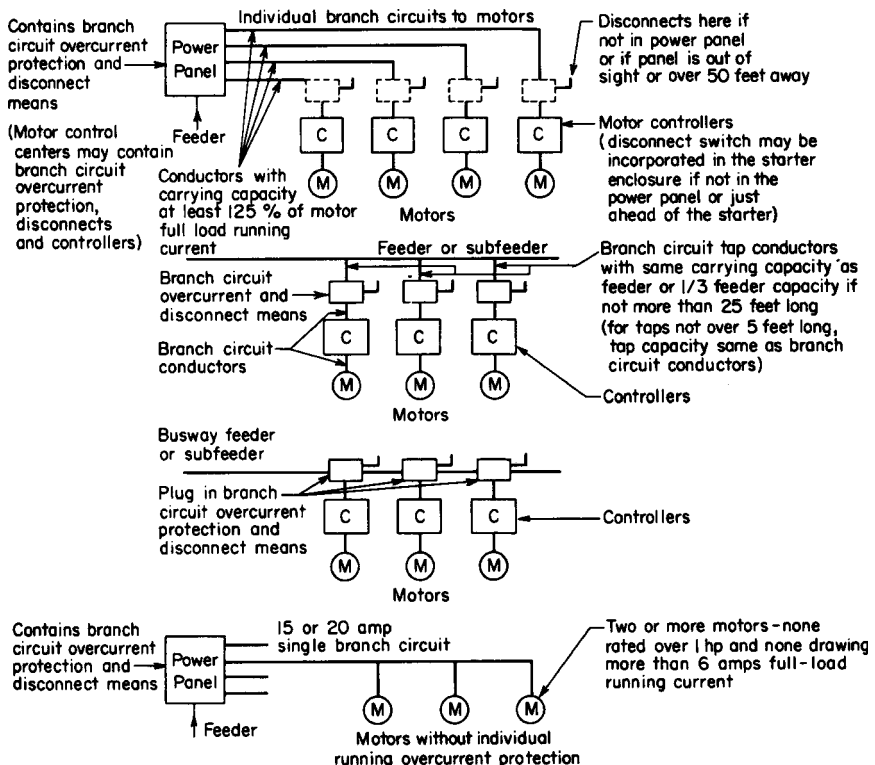 Individual branch circuits to motors
Contains branch
circuit overcurrent
protection and
disconnect
means
Power
Panel
Disconnects here if
not in power panel
or if panel is out of
sight or over 50 feet away
Feeder
(Motor control
centers may contain
branch circuit
overcurrent
protection,
disconnects
and controllers)
Conductors with
carrying capacity
at least 125 % of motor
full load running
current
C
C
C
C
M
M
M
M
Motors
Motor controllers
(disconnect switch may be
incorporated in the starter
enclosure if not in the
power panel or just
ahead of the starter)
Feeder or subfeeder
Branch circuit
overcurrent and
disconnect means
Branch circuit
conductors
C
C
C
M
M
M
Motors
Branch circuit tap conductors
with same carrying capacity as
feeder or 1/3 feeder capacity if
not more than 25 feet long
(for taps not over 5 feet long,
tap capacity same as branch
circuit conductors)
Controllers
Busway feeder
or subfeeder
Plug in branch
circuit overcurrent
protection and
disconnect means
C
C
C
M
M
M
Motors
Controllers
Contains branch
circuit overcurrent
protection and
disconnect means
Power
Panel
Feeder
15 or 20 amp
single branch circuit
M
M
M
Motors without individual
running overcurrent protection
Two or more motors-none
rated over 1 hp and none drawing
more than 6 amps full-load
running current